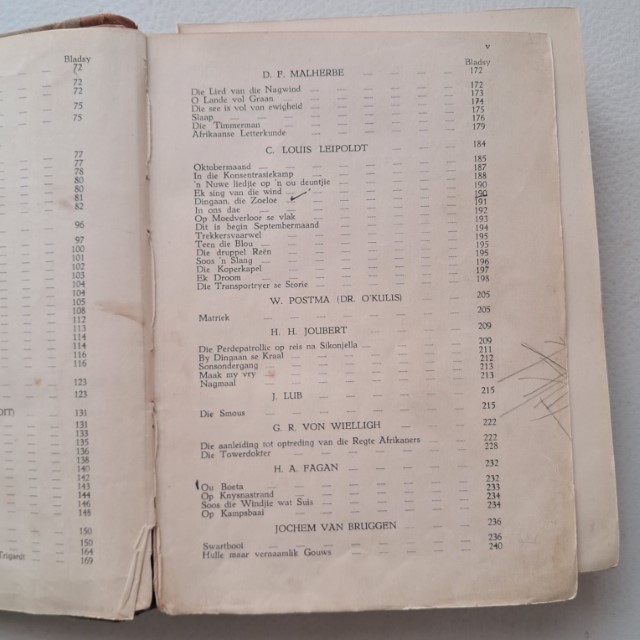 Bladsy
72
72
72
75
75
77
77
78
80
80
81
82
96
97
100
101
102
103
104
104
105
108
112
113
114
114
116
116
123
123
131
131
133
135
136
138
140
142
144
146
148
150
150
164
169
v
Bladsy
D. F. MALHERBE 172
Die Lied van die Nagwind 172
O Lande vol Graan 173
Die see is vol van ewigheid 174
Slaap 175
Die Timmerman 176
Afrikaanse Letterkunde 179
C. LOUIS LEIPOLDT 184
Oktobermaand 185
In die Konsentrasiekamp 187
'n Nuwe liedjie op 'n ou deuntjie 188
Ek sing van die wind 190
Dingaan, die Zoeloe 190
In ons dae 191
Op Moedverloor se vlak 192
Dit is begin Septembermaand 193
Trekkersvaarwel 194
Teen die Blou 195
Die druppel Reën 195
Soos 'n Slang 195
Die Koperkapel 196
Ek Droom 197
Die Transportryer se Storie 198
W. POSTMA (DR. O'KULIS) 205
Matriek 205
H. H. JOUBERT 209
Die Perdepatrollie op reis na Sikonjella 209
By Dingaan se Kraal 211
Sonsondergang 212
Maak my vry 213
Nagmaal 213
J. LUB 215
Die Smous 215
G. R. VON WIELLIGH 222
Die aanleiding tot optreding van die Regte Afrikaners 222
Die Towerdokter 228
H. A. FAGAN 232
Ou Boeta 232
Op Knysnastrand 233
Soos die Windjie wat Suis 234
Op Kampsbaai 234
JOCHEM VAN BRUGGEN 236
Swartbooi 236
Hulle maar vernaamlik Gouws 240